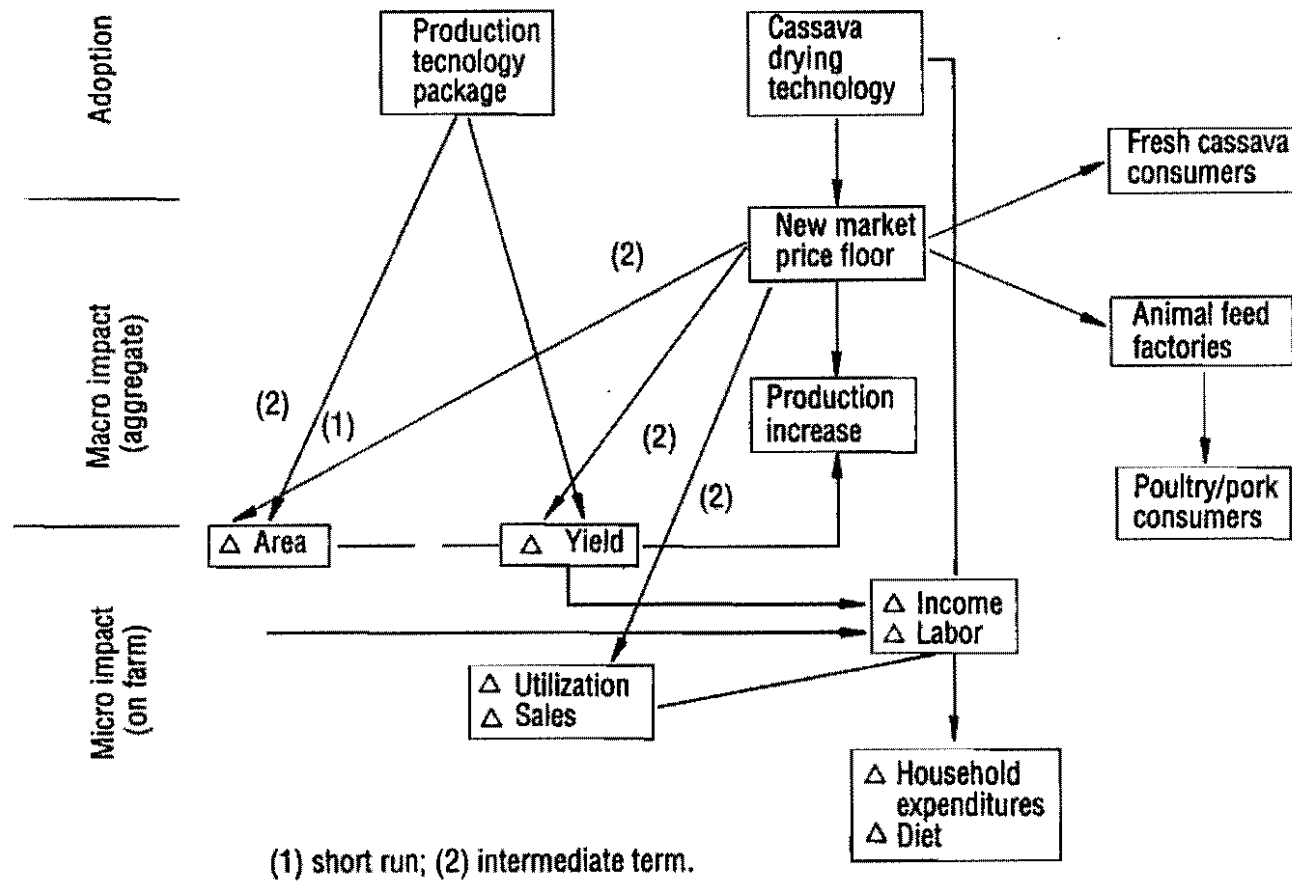 Adoption
Production
tecnology
package
Cassava
drying
technology
Fresh cassava
consumers
Macro impact
(aggregate)
New market
price floor
(2)
Animal feed
factories
(2)
(1)
(2)
Production
increase
(2)
Poultry/pork
consumers
△ Area
△ Yield
Micro impact
(on farm)
△ Income
△ Labor
△ Utilization
△ Sales
△ Household
expenditures
△ Diet
(1) short run; (2) intermediate term.